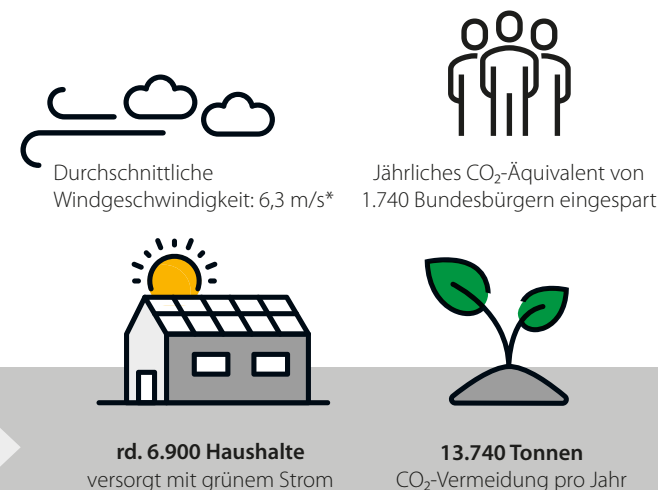 Durchschnittliche
Windgeschwindigkeit: 6,3 m/s*
Jährliches CO₂-Äquivalent von
1.740 Bundesbürgern eingespart
rd. 6.900 Haushalte
versorgt mit grünem Strom
13.740 Tonnen
CO₂-Vermeidung pro Jahr